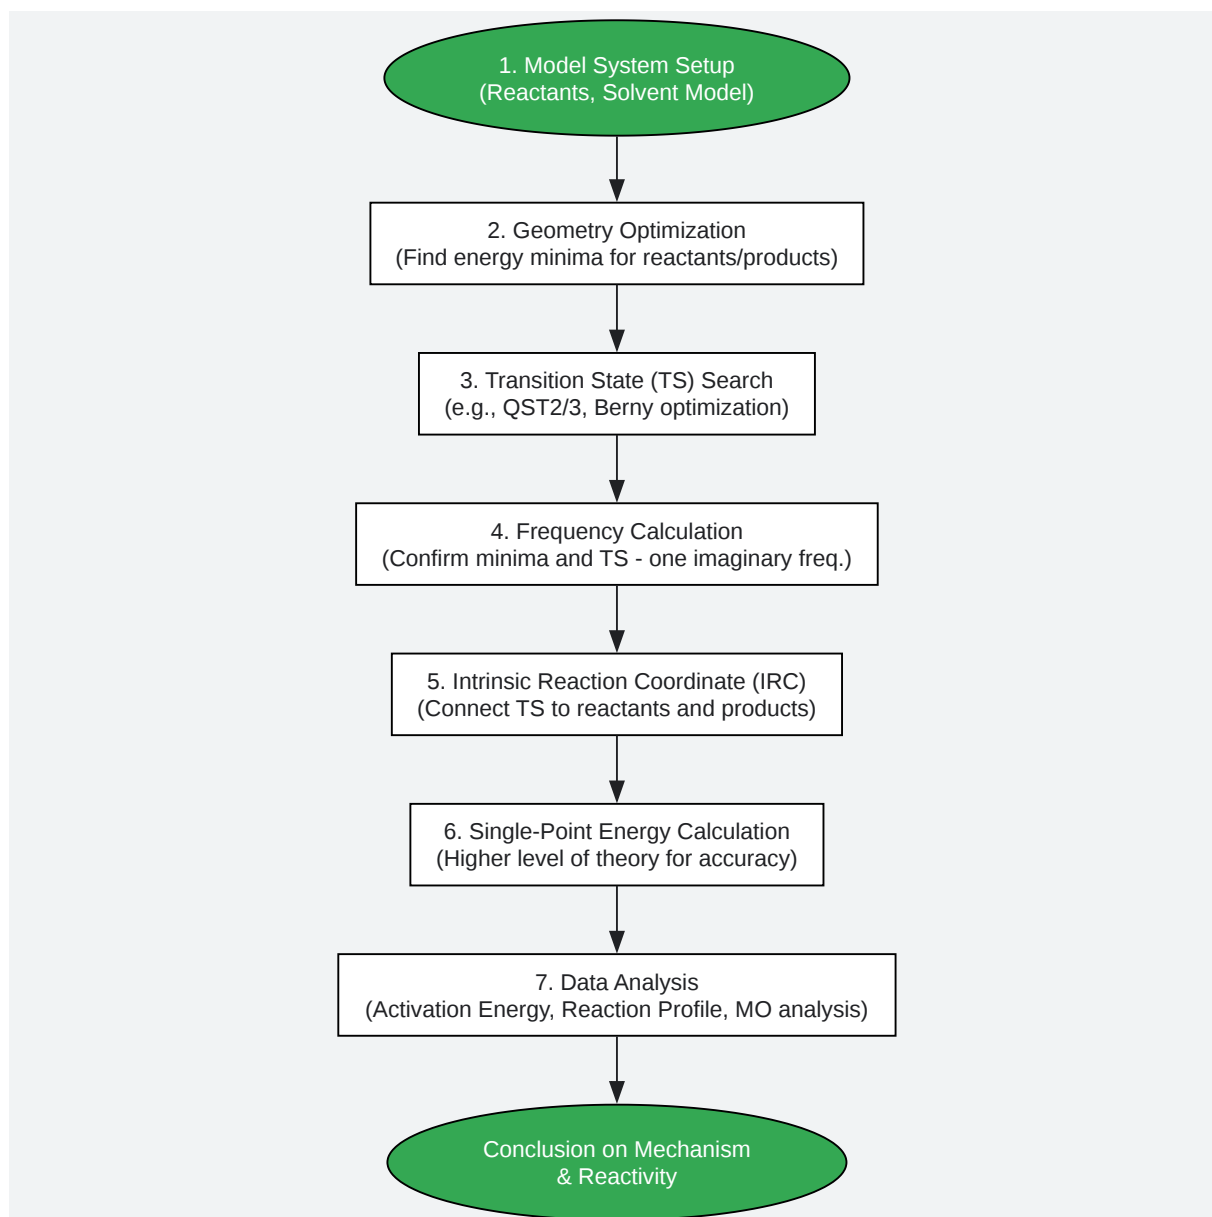 1. Model System Setup
(Reactants, Solvent Model)
2. Geometry Optimization
(Find energy minima for reactants/products)
3. Transition State (TS) Search
(e.g., QST2/3, Berny optimization)
4. Frequency Calculation
(Confirm minima and TS - one imaginary freq.)
5. Intrinsic Reaction Coordinate (IRC)
(Connect TS to reactants and products)
6. Single-Point Energy Calculation
(Higher level of theory for accuracy)
7. Data Analysis
(Activation Energy, Reaction Profile, MO analysis)
Conclusion on Mechanism
& Reactivity